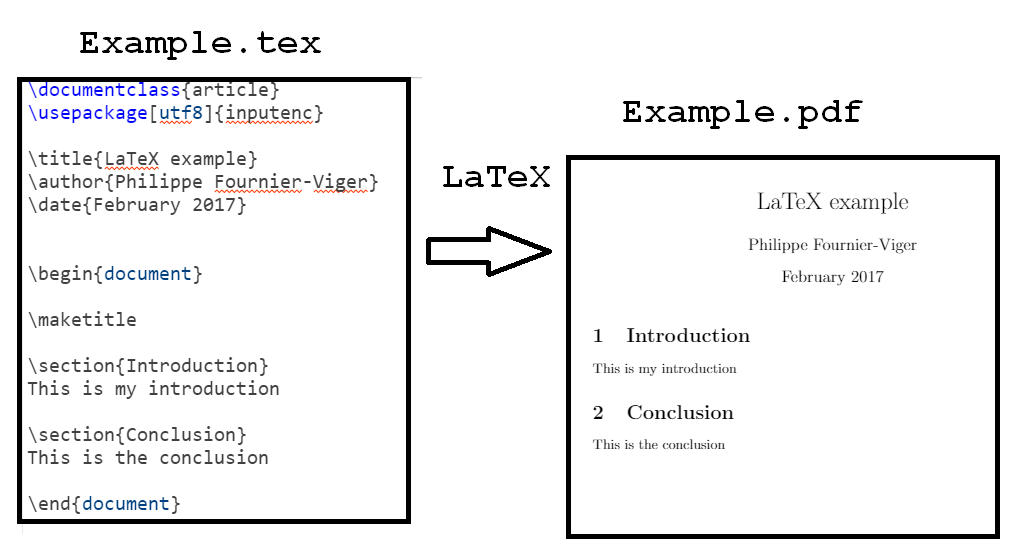 Example.tex
\documentclass{article}
\usepackage[utf8]{inputenc}
\title{LaTeX example}
\author{Philippe Fournier-Viger}
\date{February 2017}
\begin{document}
\maketitle
\section{Introduction}
This is my introduction
\section{Conclusion}
This is the conclusion
\end{document}
LaTeX
Example.pdf
LaTeX example
Philippe Fournier-Viger
February 2017
1 Introduction
This is my introduction
2 Conclusion
This is the conclusion